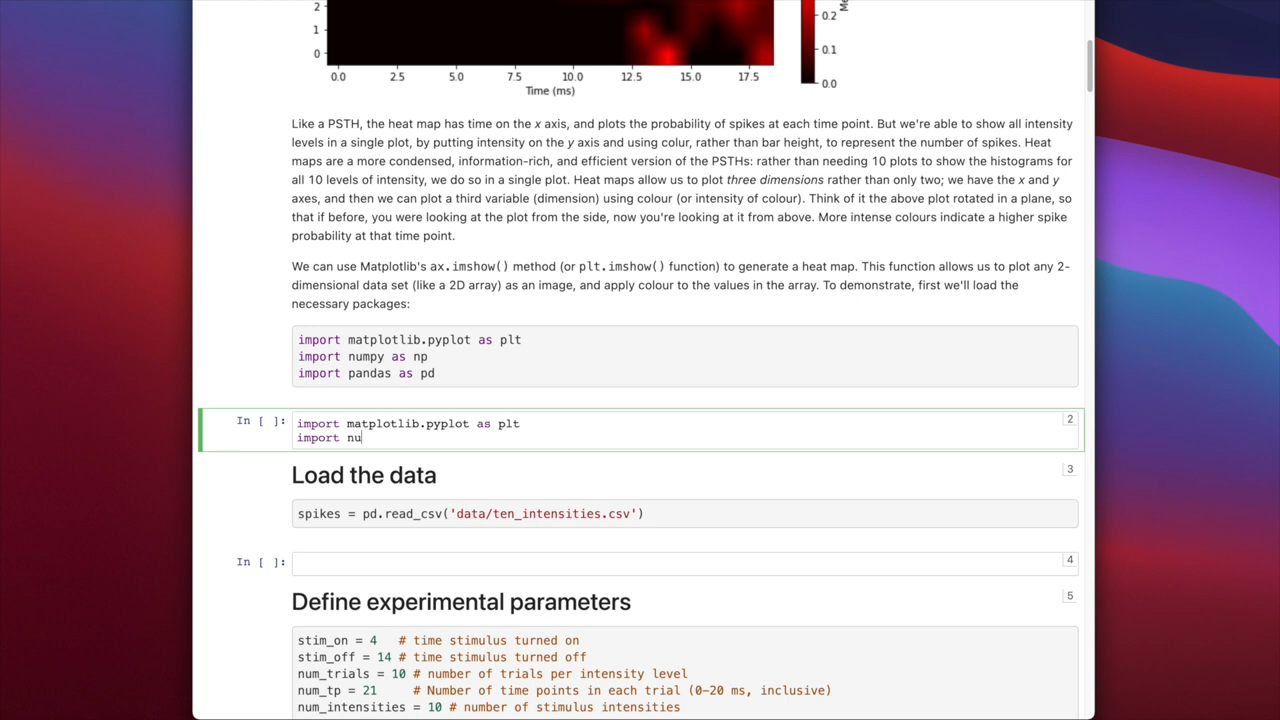 2
0.2
Me
1
0.1
0
0.0
0.0 2.5 5.0 7.5 10.0 12.5 15.0 17.5
Time (ms)
Like a PSTH, the heat map has time on the x axis, and plots the probability of spikes at each time point. But we're able to show all intensity
levels in a single plot, by putting intensity on the y axis and using colur, rather than bar height, to represent the number of spikes. Heat
maps are a more condensed, information-rich, and efficient version of the PSTHs: rather than needing 10 plots to show the histograms for
all 10 levels of intensity, we do so in a single plot. Heat maps allow us to plot three dimensions rather than only two; we have the x and y
axes, and then we can plot a third variable (dimension) using colour (or intensity of colour). Think of it the above plot rotated in a plane, so
that if before, you were looking at the plot from the side, now you're looking at it from above. More intense colours indicate a higher spike
probability at that time point.
We can use Matplotlib's ax.imshow() method (or plt.imshow() function) to generate a heat map. This function allows us to plot any 2-
dimensional data set (like a 2D array) as an image, and apply colour to the values in the array. To demonstrate, first we'll load the
necessary packages:
import matplotlib.pyplot as plt
import numpy as np
import pandas as pd
In [ ]: import matplotlib.pyplot as plt 2
import nu
Load the data 3
spikes = pd.read_csv('data/ten_intensities.csv')
In [ ]: 4
Define experimental parameters 5
stim_on = 4 # time stimulus turned on
stim_off = 14 # time stimulus turned off
num_trials = 10 # number of trials per intensity level
num_tp = 21 # Number of time points in each trial (0-20 ms, inclusive)
num_intensities = 10 # number of stimulus intensities